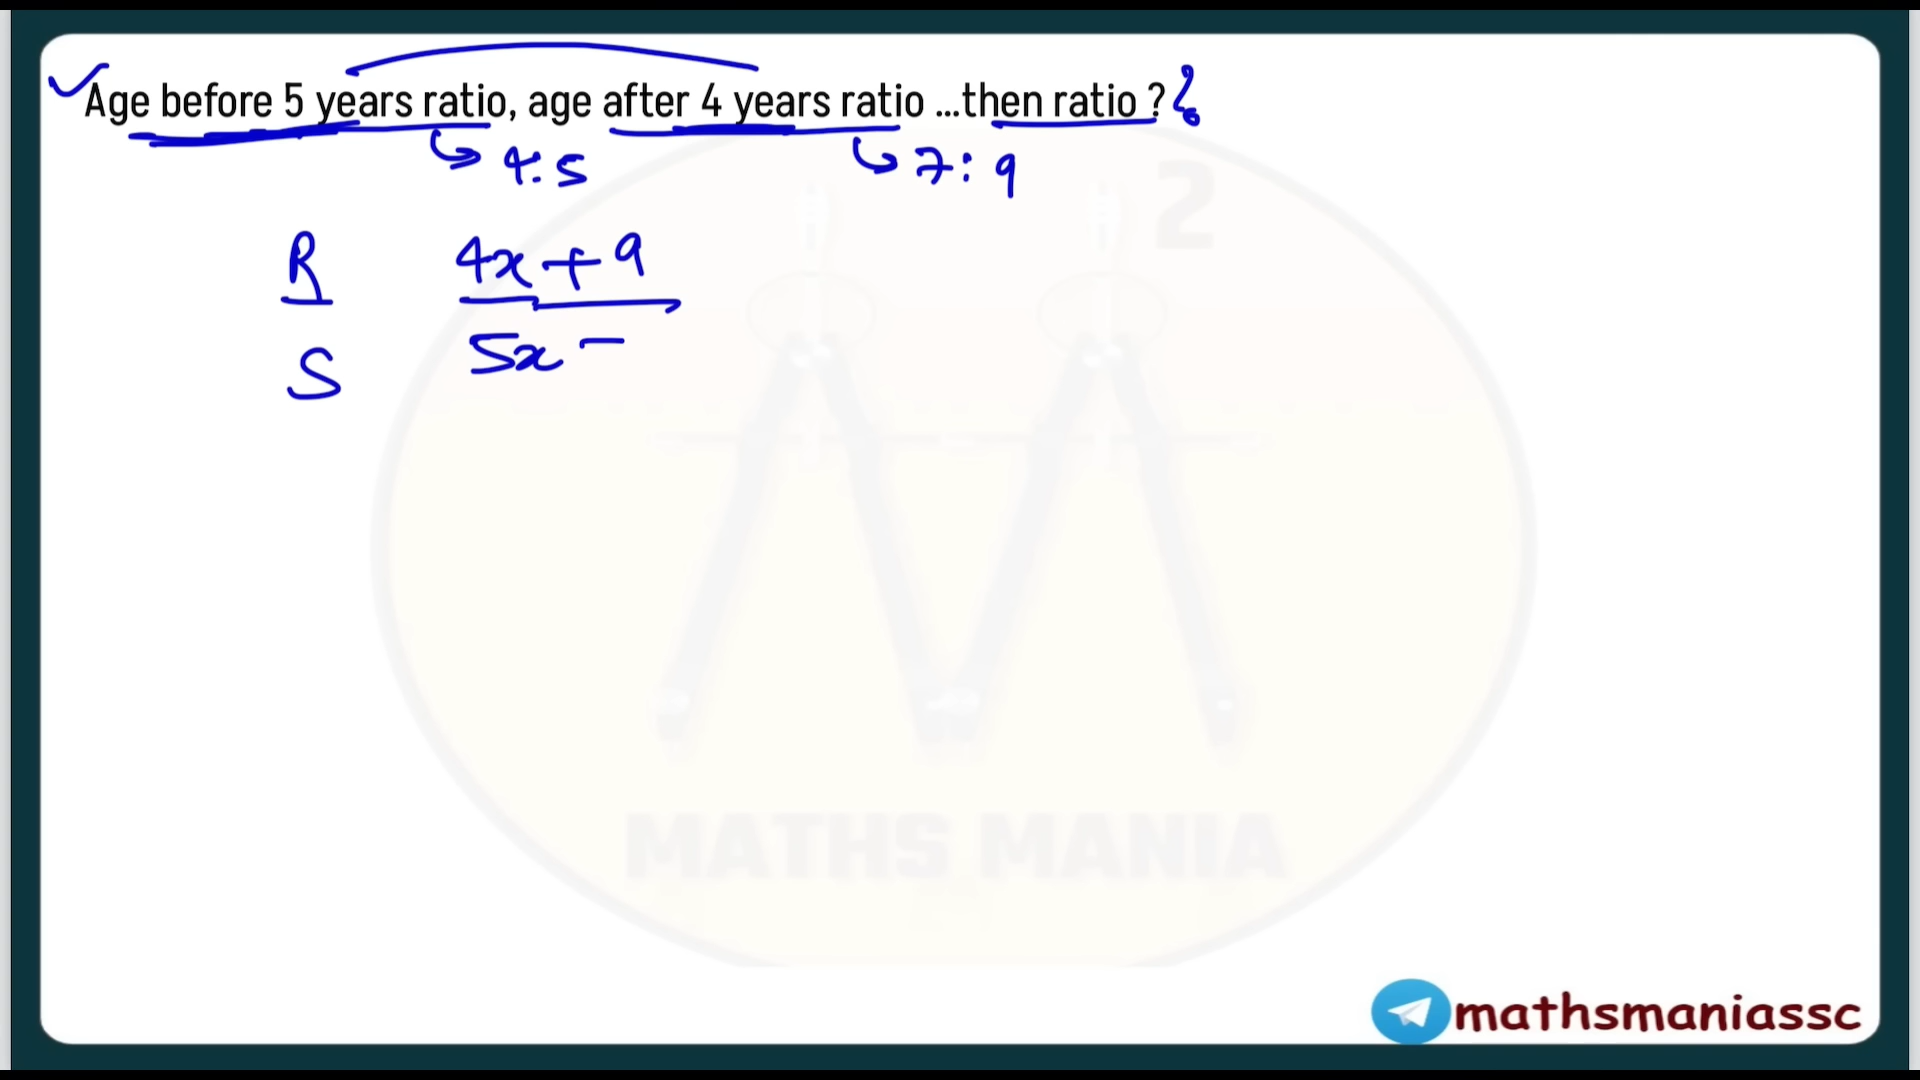 Age before 5 years ratio, age after 4 years ratio ...then ratio ?
4:5 7:9
2
R 4x+9
S 5x -
MATHS MANIA
mathsmaniassc